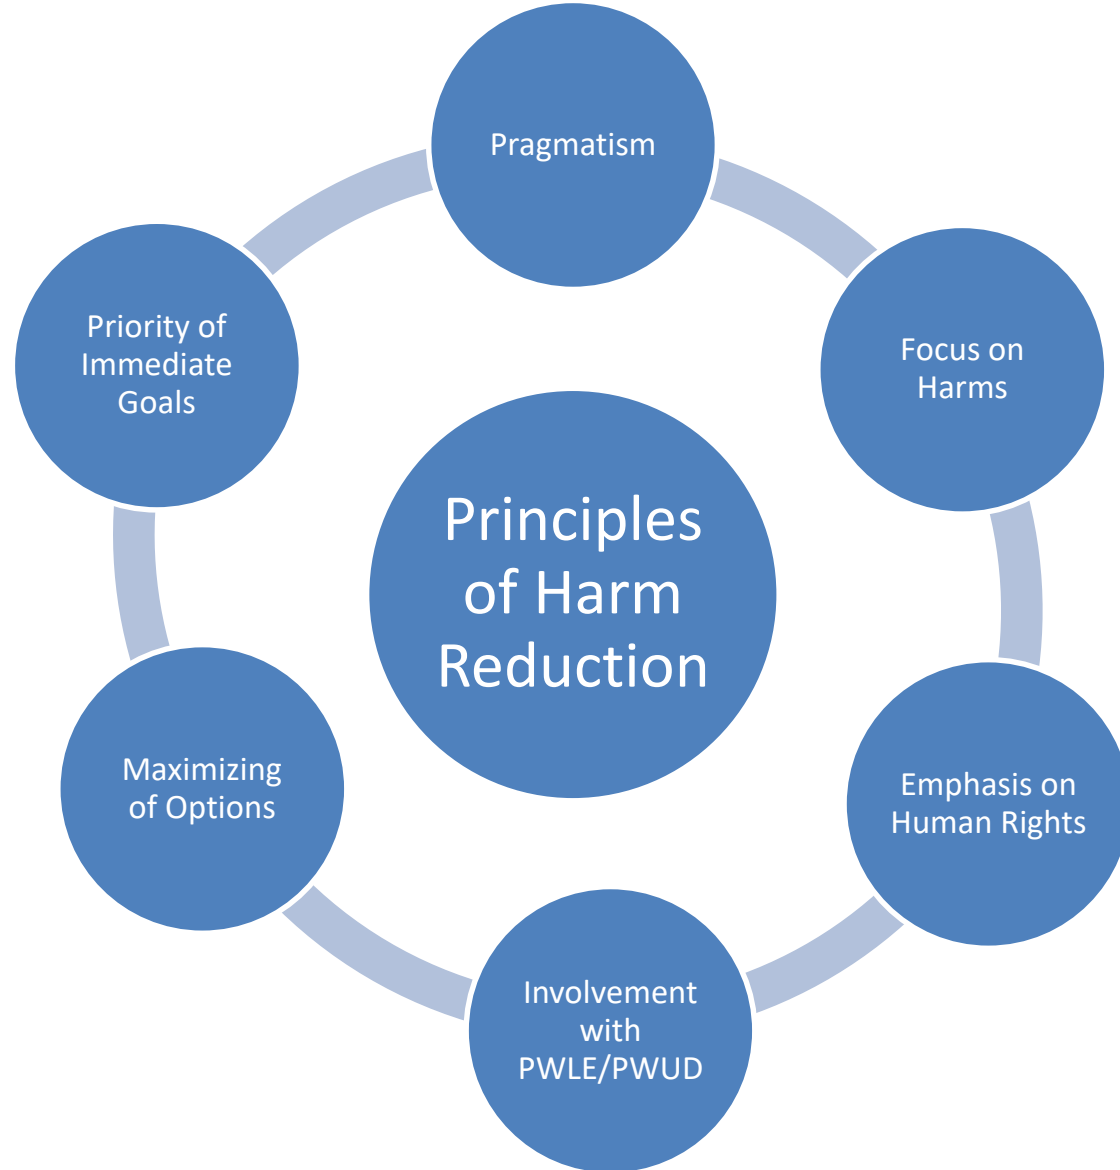 Pragmatism
Focus on
Harms
Emphasis on
Human Rights
Involvement
with
PWLE/PWUD
Maximizing
of Options
Priority of
Immediate
Goals
Principles
of Harm
Reduction